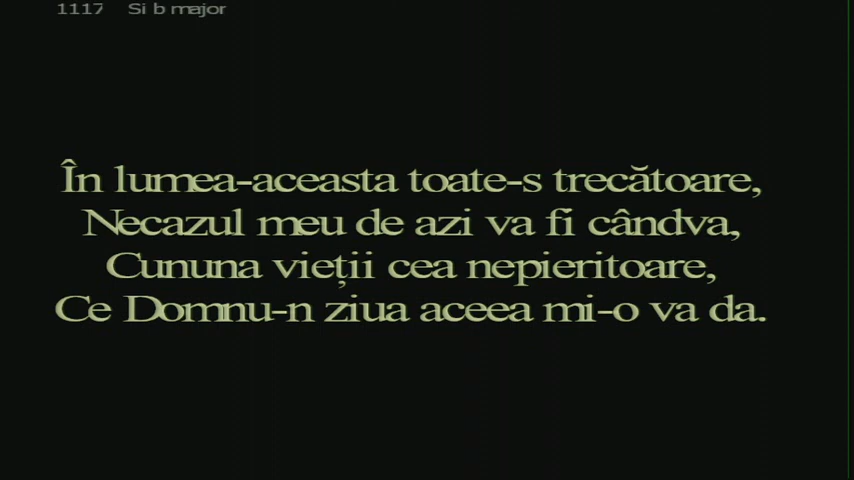 1117 Si b major
În lumea-aceasta toate-s trecătoare,
Necazul meu de azi va fi cândva,
Cununa vieții cea nepieritoare,
Ce Domnu-n ziua aceea mi-o va da.